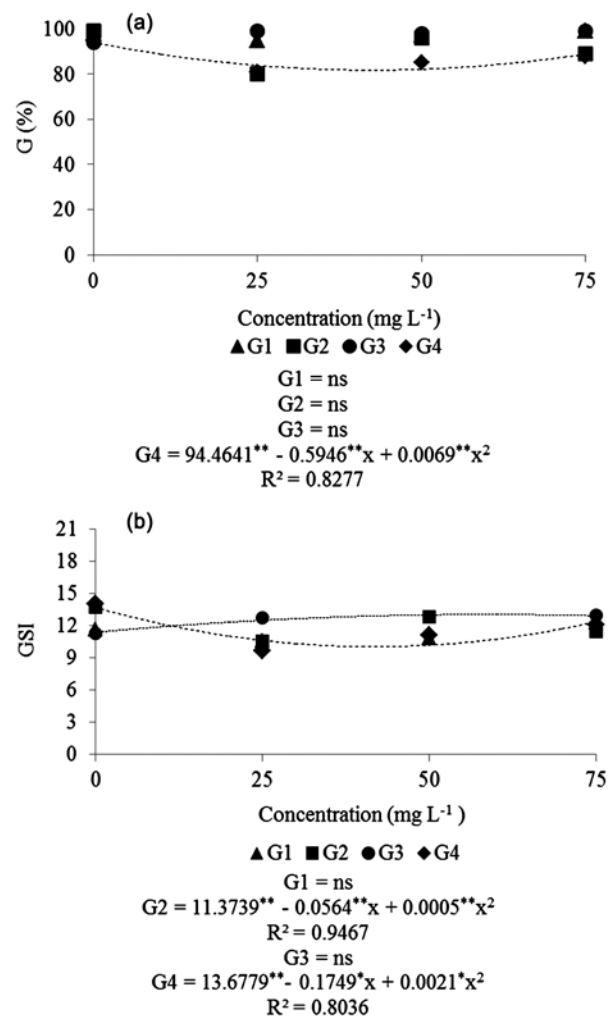 (a)
100
80
60
40
20
0
G (%)
0 25 50 75
Concentration (mg L⁻¹)
▲G1 ■G2 ●G3 ◆G4
G1 = ns
G2 = ns
G3 = ns
G4 = 94.4641** - 0.5946**x + 0.0069**x²
R² = 0.8277
(b)
21
18
15
12
9
6
3
0
GSI
0 25 50 75
Concentration (mg L⁻¹ )
▲G1 ■G2 ●G3 ◆G4
G1 = ns
G2 = 11.3739** - 0.0564**x + 0.0005**x²
R² = 0.9467
G3 = ns
G4 = 13.6779**- 0.1749*x + 0.0021*x²
R² = 0.8036